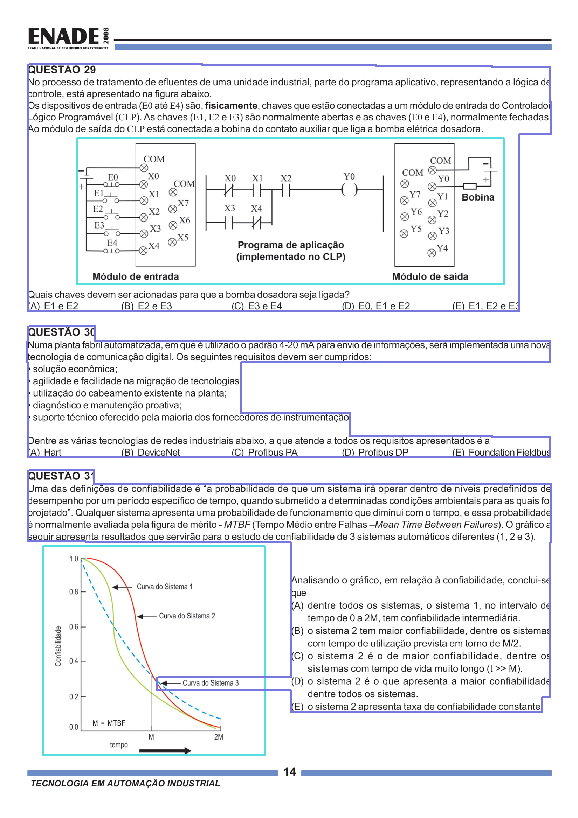 ENADE 2008
EXAME NACIONAL DE DESEMPENHO DOS ESTUDANTES
QUESTÃO 29
No processo de tratamento de efluentes de uma unidade industrial, parte do programa aplicativo, representando a lógica de
controle, está apresentado na figura abaixo.
Os dispositivos de entrada (E0 até E4) são, fisicamente, chaves que estão conectadas a um módulo de entrada do Controlador
Lógico Programável (CLP). As chaves (E1, E2 e E3) são normalmente abertas e as chaves (E0 e E4), normalmente fechadas.
Ao módulo de saída do CLP está conectada a bobina do contato auxiliar que liga a bomba elétrica dosadora.
COM COM
E0 X0 COM X0 X1 X2 Y0 COM Y0
E1 X1 X7 Y7 Y1 Bobina
E2 X2 X6 X3 X4 Y6 Y2
E3 X3 X5 Y5 Y3
E4 X4 Y4
Programa de aplicação
(implementado no CLP)
Módulo de entrada Módulo de saída
Quais chaves devem ser acionadas para que a bomba dosadora seja ligada?
(A) E1 e E2 (B) E2 e E3 (C) E3 e E4 (D) E0, E1 e E2 (E) E1, E2 e E3
QUESTÃO 30
Numa planta fabril automatizada, em que é utilizado o padrão 4-20 mA para envio de informações, será implementada uma nova
tecnologia de comunicação digital. Os seguintes requisitos devem ser cumpridos:
• solução econômica;
• agilidade e facilidade na migração de tecnologias;
• utilização do cabeamento existente na planta;
• diagnóstico e manutenção proativa;
• suporte técnico oferecido pela maioria dos fornecedores de instrumentação.
Dentre as várias tecnologias de redes industriais abaixo, a que atende a todos os requisitos apresentados é a
(A) Hart (B) DeviceNet (C) Profibus PA (D) Profibus DP (E) Foundation Fieldbus
QUESTÃO 31
Uma das definições de confiabilidade é “a probabilidade de que um sistema irá operar dentro de níveis predefinidos de
desempenho por um período específico de tempo, quando submetido a determinadas condições ambientais para as quais foi
projetado”. Qualquer sistema apresenta uma probabilidade de funcionamento que diminui com o tempo, e essa probabilidade
é normalmente avaliada pela figura de mérito - MTBF (Tempo Médio entre Falhas –Mean Time Between Failures). O gráfico a
seguir apresenta resultados que servirão para o estudo de confiabilidade de 3 sistemas automáticos diferentes (1, 2 e 3).
1.0
0.8
0.6
0.4
0.2
0.0
Confiabilidade
Curva do Sistema 1
Curva do Sistema 2
Curva do Sistema 3
M = MTBF
M 2M
tempo
Analisando o gráfico, em relação à confiabilidade, conclui-se
que
(A) dentre todos os sistemas, o sistema 1, no intervalo de
tempo de 0 a 2M, tem confiabilidade intermediária.
(B) o sistema 2 tem maior confiabilidade, dentre os sistemas
com tempo de utilização prevista em torno de M/2.
(C) o sistema 2 é o de maior confiabilidade, dentre os
sistemas com tempo de vida muito longo (t >> M).
(D) o sistema 2 é o que apresenta a maior confiabilidade
dentre todos os sistemas.
(E) o sistema 2 apresenta taxa de confiabilidade constante.
14
TECNOLOGIA EM AUTOMAÇÃO INDUSTRIAL